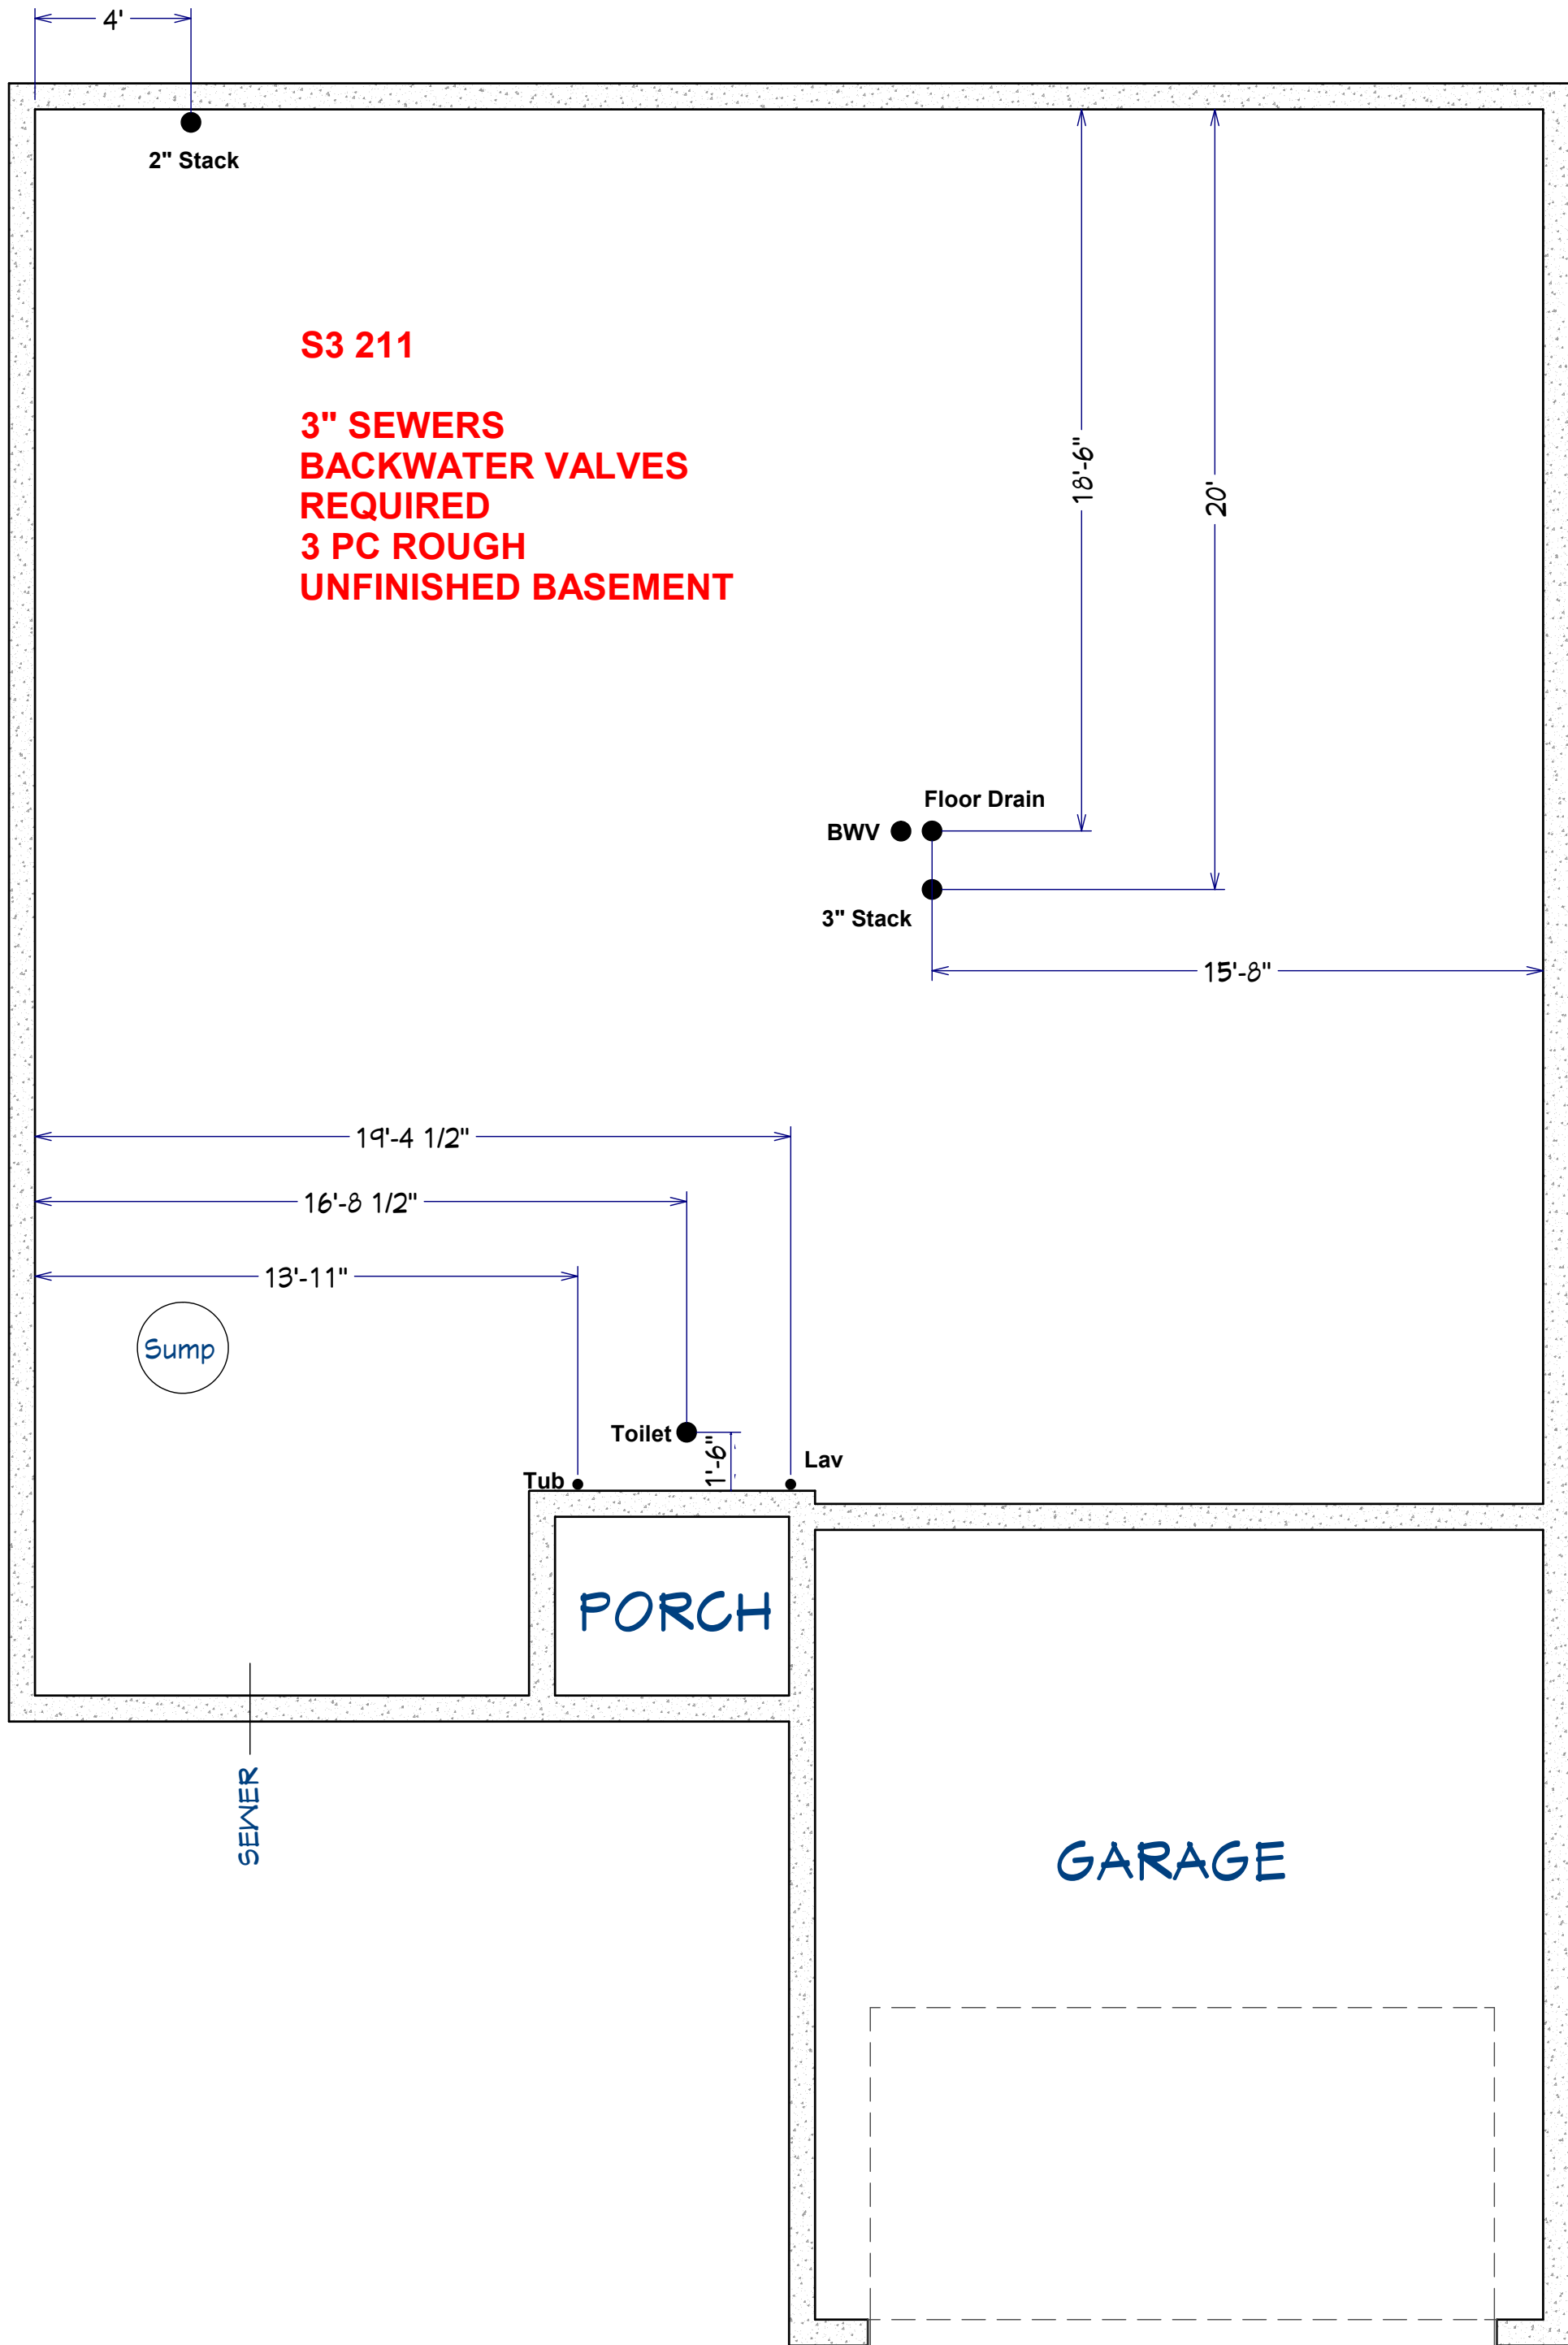 4'
2" Stack
S3 211
3" SEWERS
BACKWATER VALVES
REQUIRED
3 PC ROUGH
UNFINISHED BASEMENT
18'-6"
20'
Floor Drain
BWV
3" Stack
15'-8"
19'-4 1/2"
16'-8 1/2"
13'-11"
Sump
Toilet
1'-6"
Lav
Tub
PORCH
SEWER
GARAGE